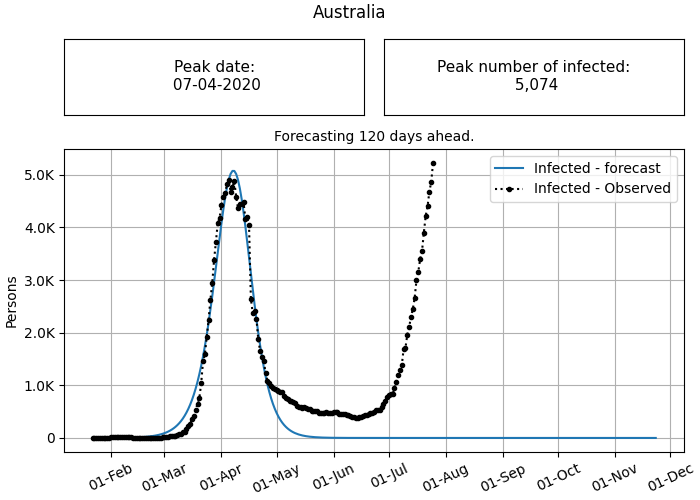 Australia
Peak date:
07-04-2020
Peak number of infected:
5,074
Forecasting 120 days ahead.
Infected - forecast
Infected - Observed
Persons
5.0K
4.0K
3.0K
2.0K
1.0K
0
01-Feb
01-Mar
01-Apr
01-May
01-Jun
01-Jul
01-Aug
01-Sep
01-Oct
01-Nov
01-Dec